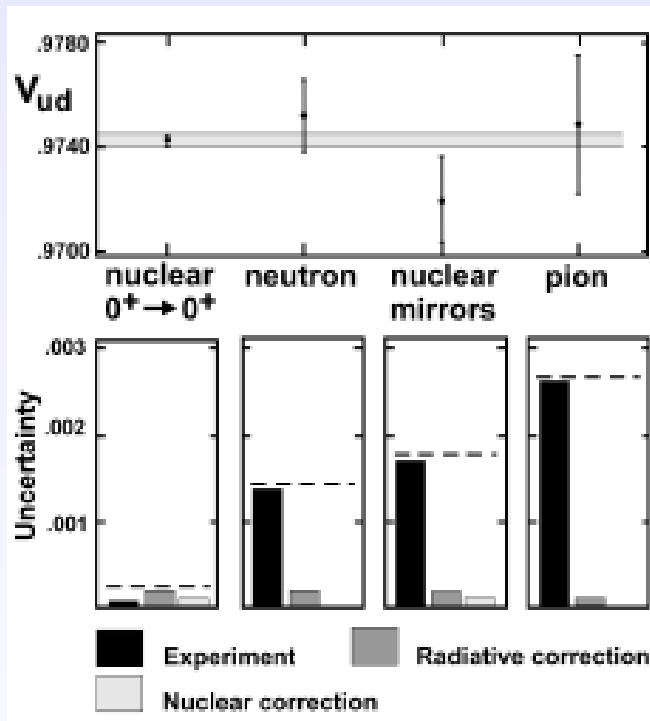 .9780
Vud
.9740
.9700
nuclear 0⁺ → 0⁺
neutron
nuclear mirrors
pion
.003
.002
.001
Uncertainty
Experiment
Radiative correction
Nuclear correction